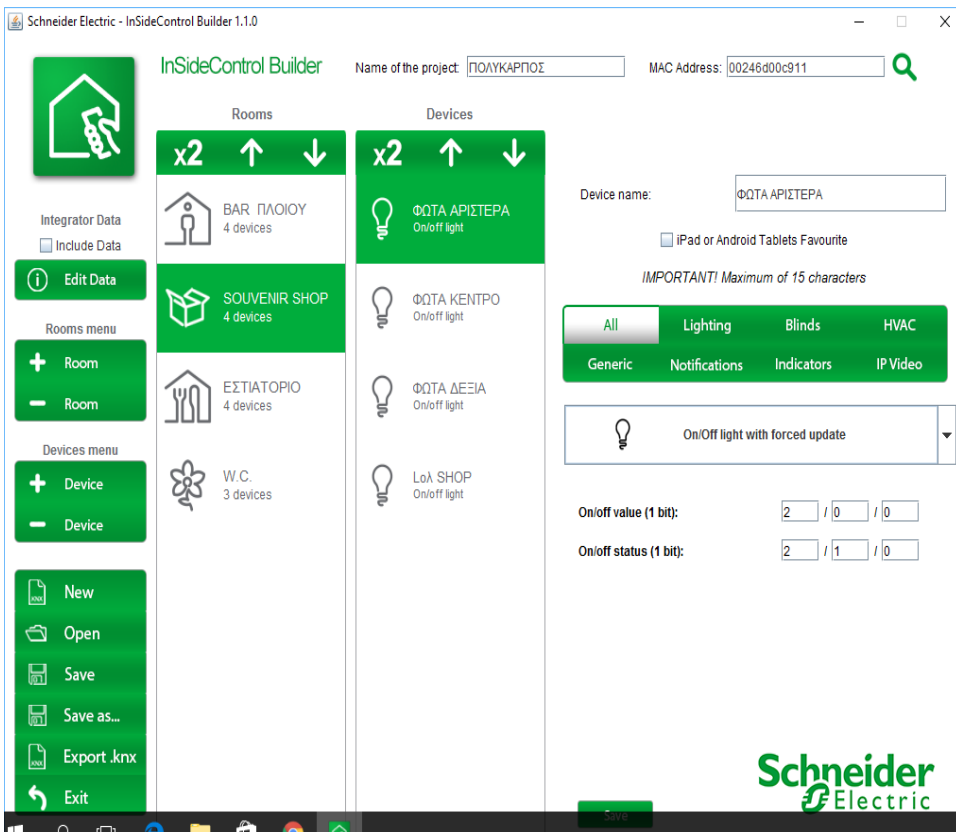 Schneider Electric - InSideControl Builder 1.1.0
InSideControl Builder
Name of the project: ΠΟΛΥΚΑΡΠΟΣ
MAC Address: 00246d00c911
Integrator Data
Include Data
Edit Data
Rooms menu
Room
Room
Devices menu
Device
Device
New
Open
Save
Save as...
Export .knx
Exit
Rooms
x2
BAR ΠΛΟΙΟΥ
4 devices
SOUVENIR SHOP
4 devices
ΕΣΤΙΑΤΟΡΙΟ
4 devices
W.C.
3 devices
Devices
x2
ΦΩΤΑ ΑΡΙΣΤΕΡΑ
On/off light
ΦΩΤΑ ΚΕΝΤΡΟ
On/off light
ΦΩΤΑ ΔΕΞΙΑ
On/off light
Loλ SHOP
On/off light
Device name: ΦΩΤΑ ΑΡΙΣΤΕΡΑ
iPad or Android Tablets Favourite
IMPORTANT! Maximum of 15 characters
All Lighting Blinds HVAC
Generic Notifications Indicators IP Video
On/Off light with forced update
On/off value (1 bit): 2 / 0 / 0
On/off status (1 bit): 2 / 1 / 0
Schneider
Electric
Save